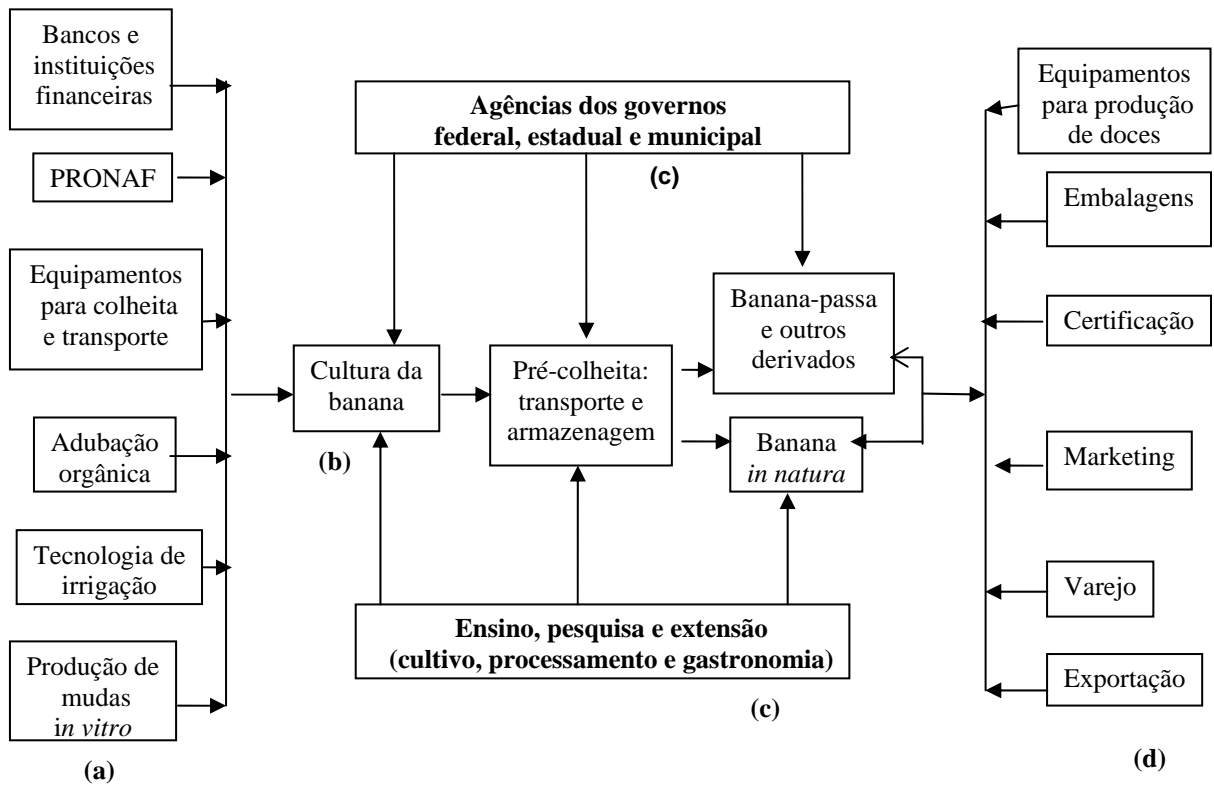 Bancos e
instituições
financeiras
PRONAF
Equipamentos
para colheita
e transporte
Adubação
orgânica
Tecnologia de
irrigação
Produção de
mudas
in vitro
(a)
Agências dos governos
federal, estadual e municipal
(c)
Cultura da
banana
(b)
Pré-colheita:
transporte e
armazenagem
Banana-passa
e outros
derivados
Banana
in natura
Ensino, pesquisa e extensão
(cultivo, processamento e gastronomia)
(c)
Equipamentos
para produção
de doces
Embalagens
Certificação
Marketing
Varejo
Exportação
(d)